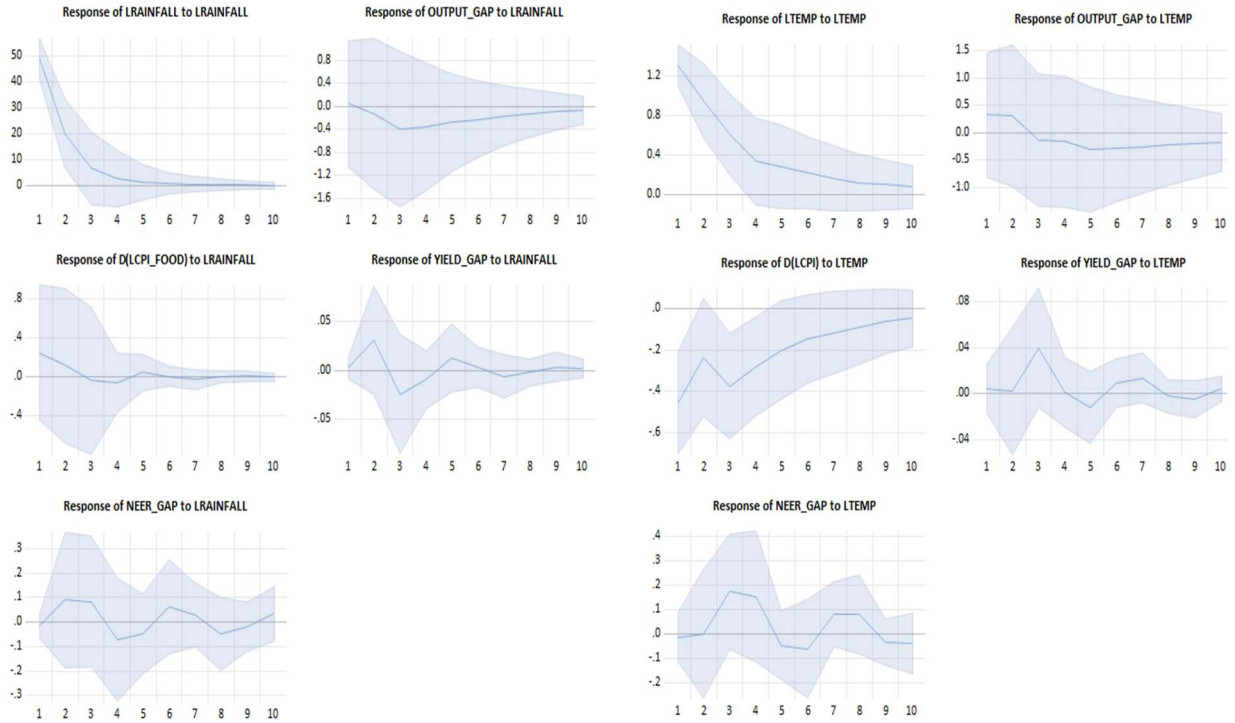 Response of LRAINFALL to LRAINFALL
50
40
30
20
10
0
1 2 3 4 5 6 7 8 9 10
Response of OUTPUT_GAP to LRAINFALL
0.8
0.4
0.0
-0.4
-0.8
-1.2
-1.6
1 2 3 4 5 6 7 8 9 10
Response of LTEMP to LTEMP
1.2
0.8
0.4
0.0
1 2 3 4 5 6 7 8 9 10
Response of OUTPUT_GAP to LTEMP
1.5
1.0
0.5
0.0
-0.5
-1.0
1 2 3 4 5 6 7 8 9 10
Response of D(LCPI_FOOD) to LRAINFALL
.8
.4
.0
-.4
1 2 3 4 5 6 7 8 9 10
Response of YIELD_GAP to LRAINFALL
.05
.00
-.05
1 2 3 4 5 6 7 8 9 10
Response of D(LCPI) to LTEMP
.0
-.2
-.4
-.6
1 2 3 4 5 6 7 8 9 10
Response of YIELD_GAP to LTEMP
.08
.04
.00
-.04
1 2 3 4 5 6 7 8 9 10
Response of NEER_GAP to LRAINFALL
.3
.2
.1
.0
-.1
-.2
-.3
1 2 3 4 5 6 7 8 9 10
Response of NEER_GAP to LTEMP
.4
.3
.2
.1
.0
-.1
-.2
1 2 3 4 5 6 7 8 9 10